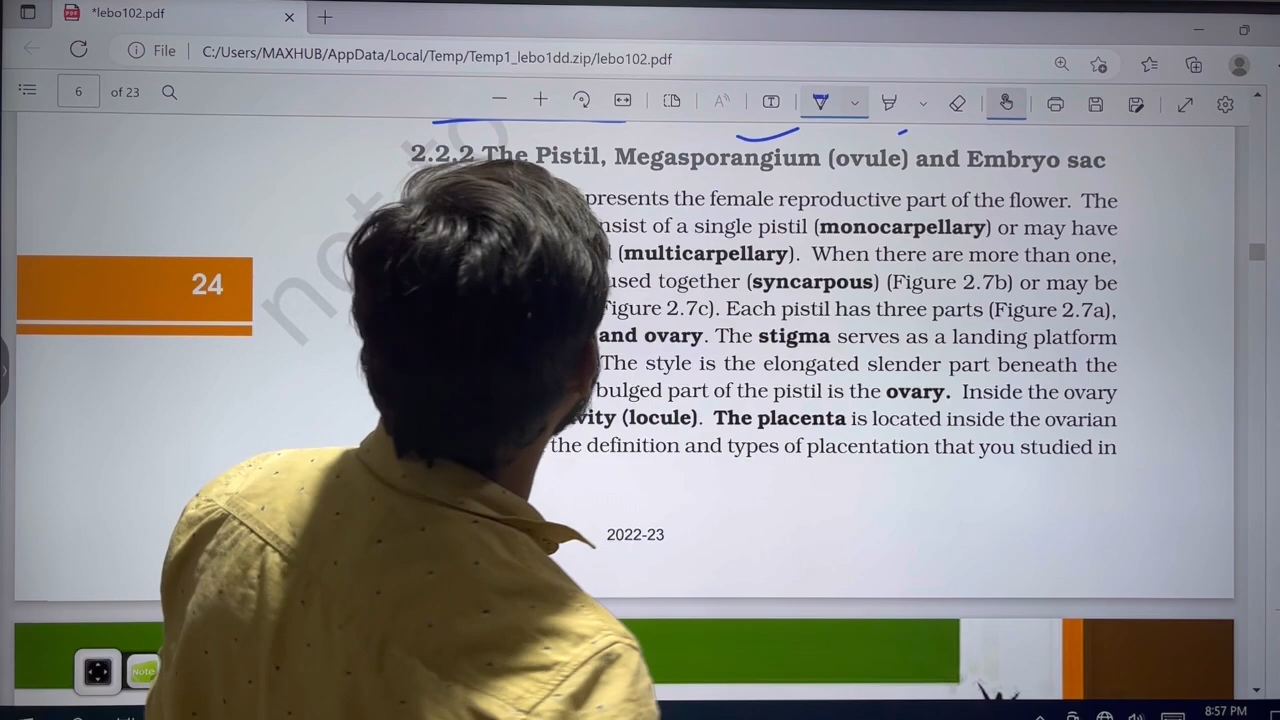 *lebo102.pdf
File
C:/Users/MAXHUB/AppData/Local/Temp/Temp1_lebo1dd.zip/lebo102.pdf
6 of 23
2.2.2 The Pistil, Megasporangium (ovule) and Embryo sac
presents the female reproductive part of the flower. The
nsist of a single pistil (monocarpellary) or may have
(multicarpellary). When there are more than one,
used together (syncarpous) (Figure 2.7b) or may be
24
Figure 2.7c). Each pistil has three parts (Figure 2.7a),
and ovary. The stigma serves as a landing platform
The style is the elongated slender part beneath the
bulged part of the pistil is the ovary. Inside the ovary
vity (locule). The placenta is located inside the ovarian
the definition and types of placentation that you studied in
not to
2022-23
Note
8:57 PM